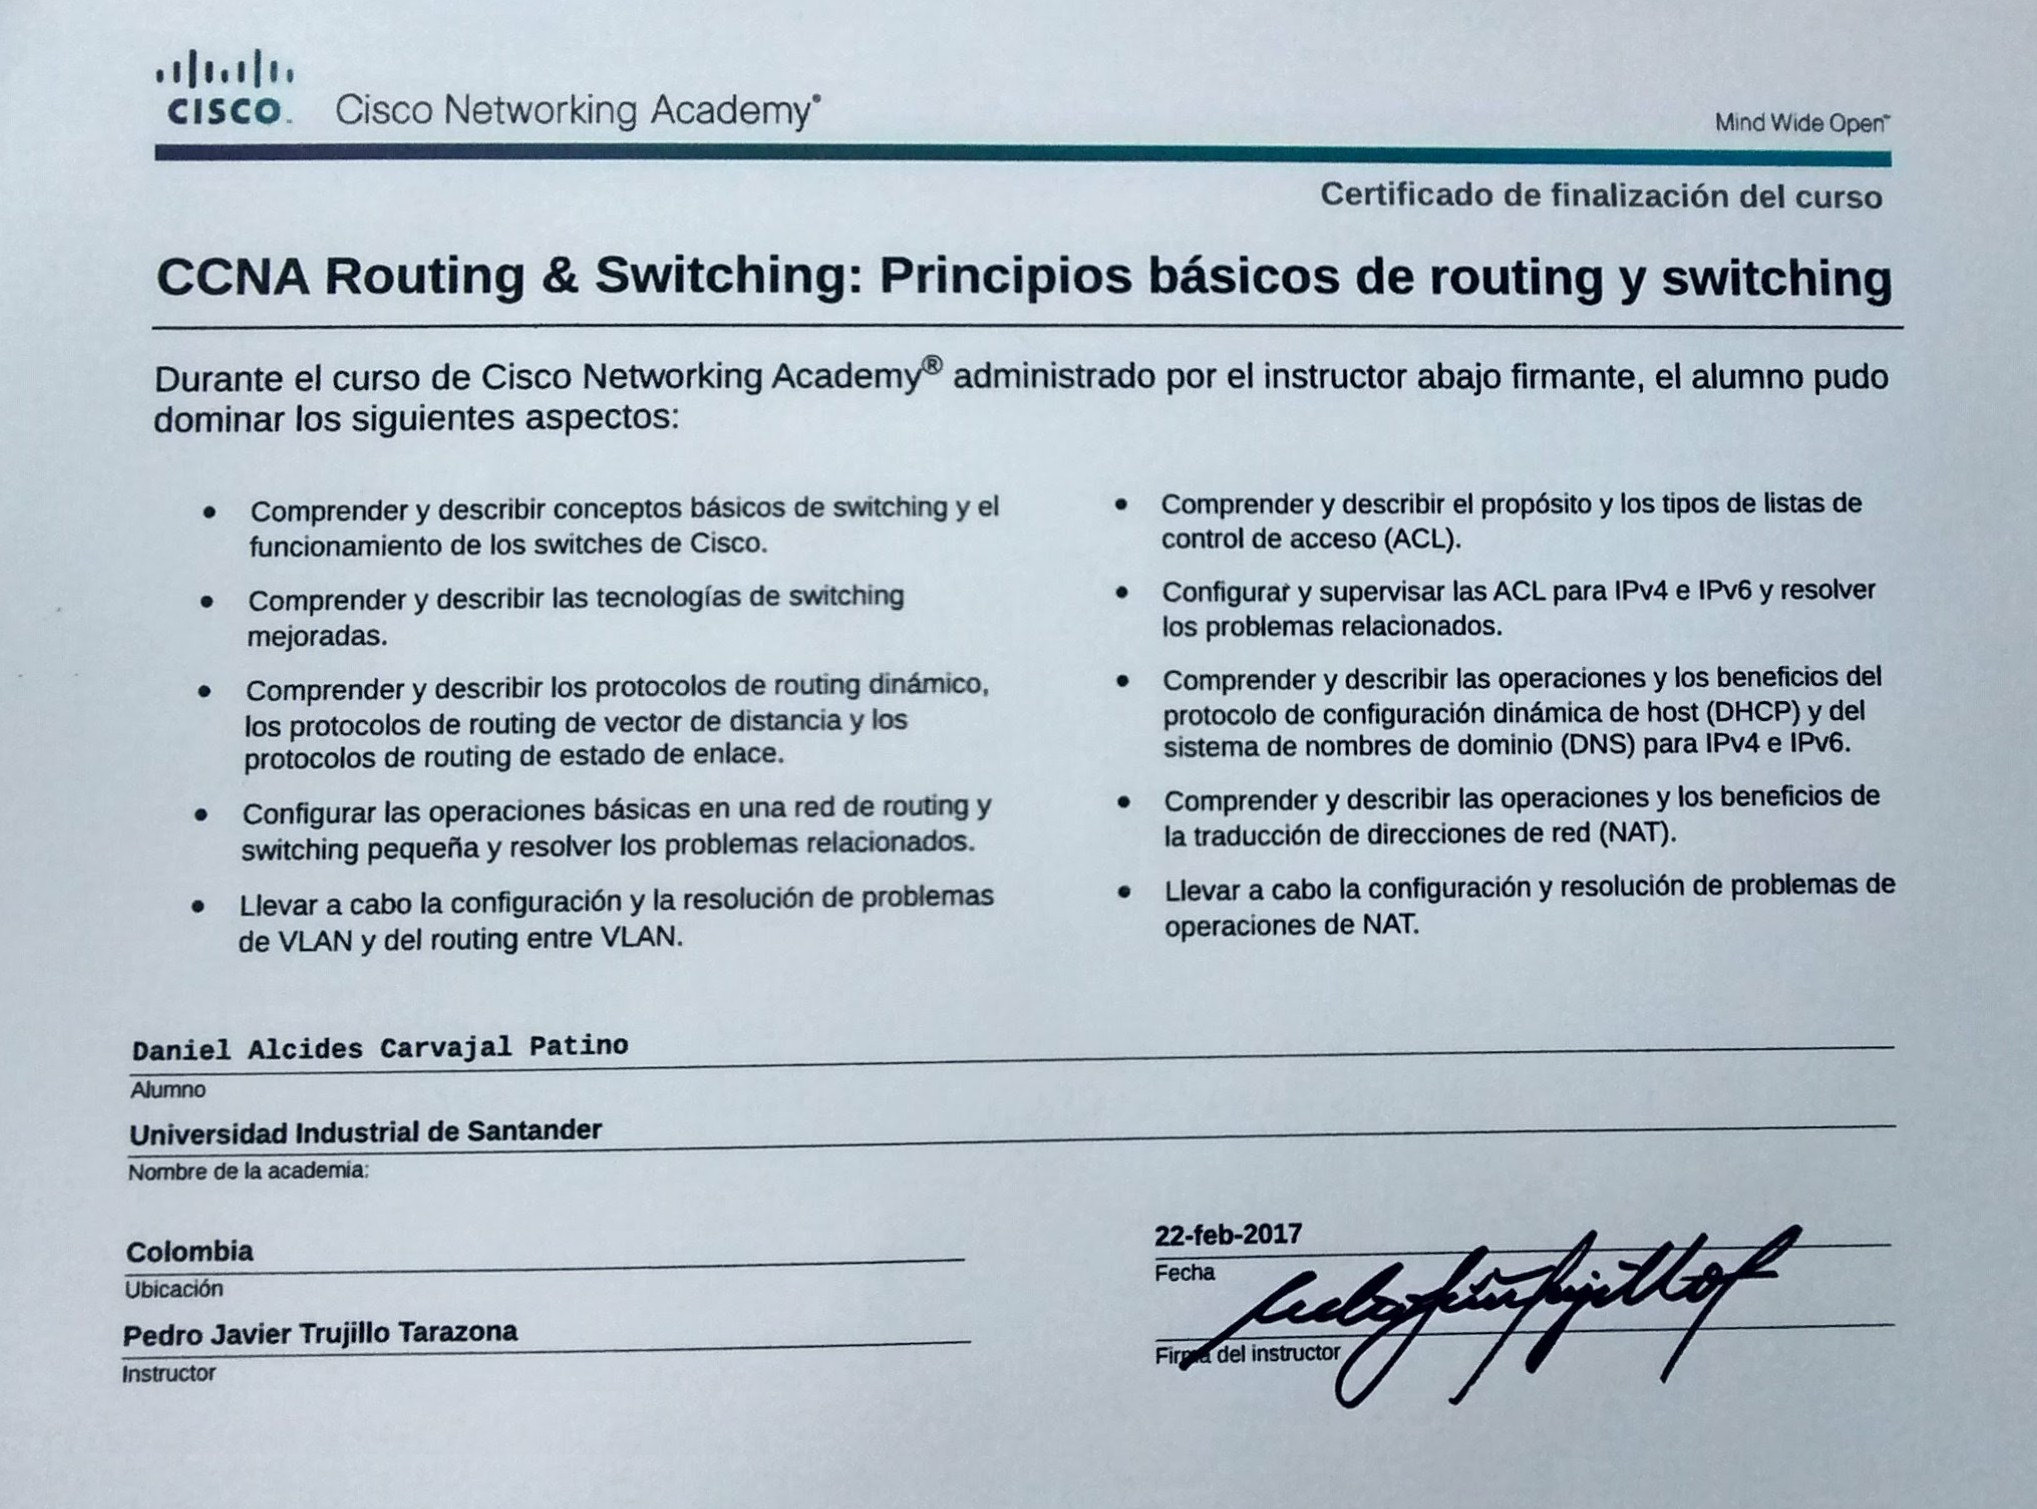 CISCO.
Cisco Networking Academy®
Mind Wide Open™
Certificado de finalización del curso
CCNA Routing & Switching: Principios básicos de routing y switching
Durante el curso de Cisco Networking Academy® administrado por el instructor abajo firmante, el alumno pudo
dominar los siguientes aspectos:
• Comprender y describir conceptos básicos de switching y el
funcionamiento de los switches de Cisco.
• Comprender y describir las tecnologías de switching
mejoradas.
• Comprender y describir los protocolos de routing dinámico,
los protocolos de routing de vector de distancia y los
protocolos de routing de estado de enlace.
• Configurar las operaciones básicas en una red de routing y
switching pequeña y resolver los problemas relacionados.
• Llevar a cabo la configuración y la resolución de problemas
de VLAN y del routing entre VLAN.
• Comprender y describir el propósito y los tipos de listas de
control de acceso (ACL).
• Configurar y supervisar las ACL para IPv4 e IPv6 y resolver
los problemas relacionados.
• Comprender y describir las operaciones y los beneficios del
protocolo de configuración dinámica de host (DHCP) y del
sistema de nombres de dominio (DNS) para IPv4 e IPv6.
• Comprender y describir las operaciones y los beneficios de
la traducción de direcciones de red (NAT).
• Llevar a cabo la configuración y resolución de problemas de
operaciones de NAT.
Daniel Alcides Carvajal Patino
Alumno
Universidad Industrial de Santander
Nombre de la academia:
Colombia
Ubicación
Pedro Javier Trujillo Tarazona
Instructor
22-feb-2017
Fecha
Firma del instructor